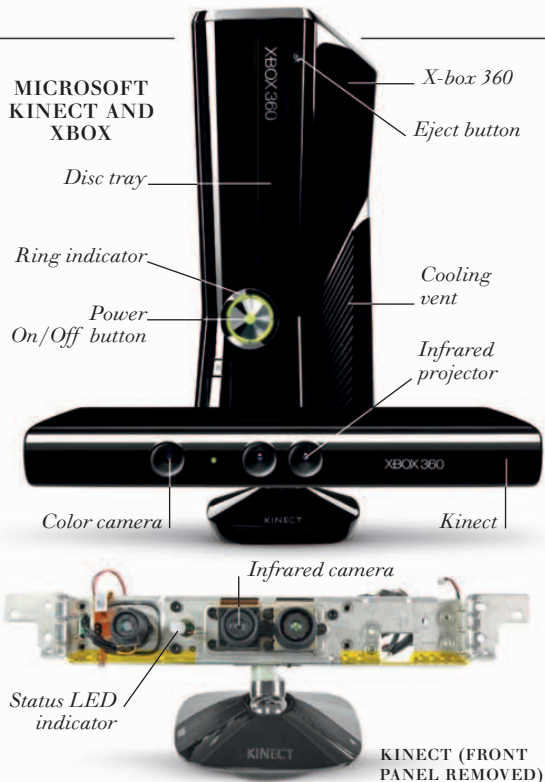 MICROSOFT
KINECT AND
XBOX
XBOX 360
X-box 360
Eject button
Disc tray
Ring indicator
Power
On/Off button
Cooling
vent
Infrared
projector
XBOX 360
Color camera
KINECT
Kinect
Infrared camera
Status LED
indicator
KINECT
KINECT (FRONT
PANEL REMOVED)